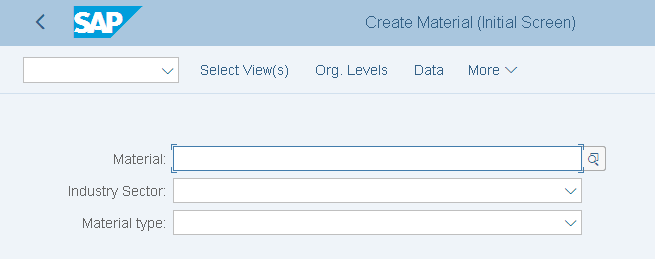 SAP Create Material (Initial Screen)
Select View(s) Org. Levels Data More
Material:
Industry Sector:
Material type: